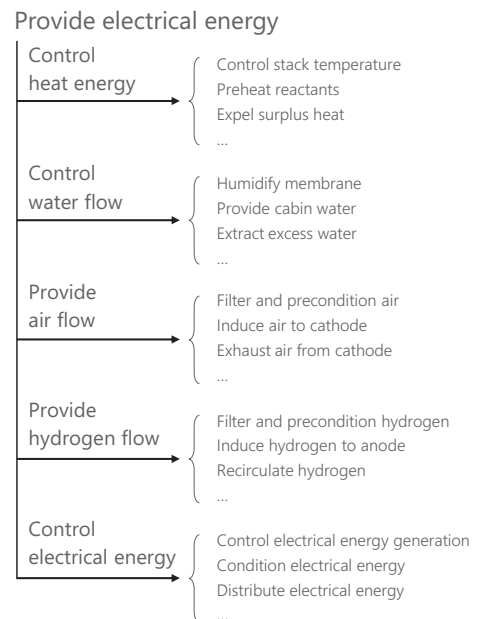 Provide electrical energy
Control
heat energy
Control stack temperature
Preheat reactants
Expel surplus heat
...
Control
water flow
Humidify membrane
Provide cabin water
Extract excess water
...
Provide
air flow
Filter and precondition air
Induce air to cathode
Exhaust air from cathode
...
Provide
hydrogen flow
Filter and precondition hydrogen
Induce hydrogen to anode
Recirculate hydrogen
...
Control
electrical energy
Control electrical energy generation
Condition electrical energy
Distribute electrical energy
...